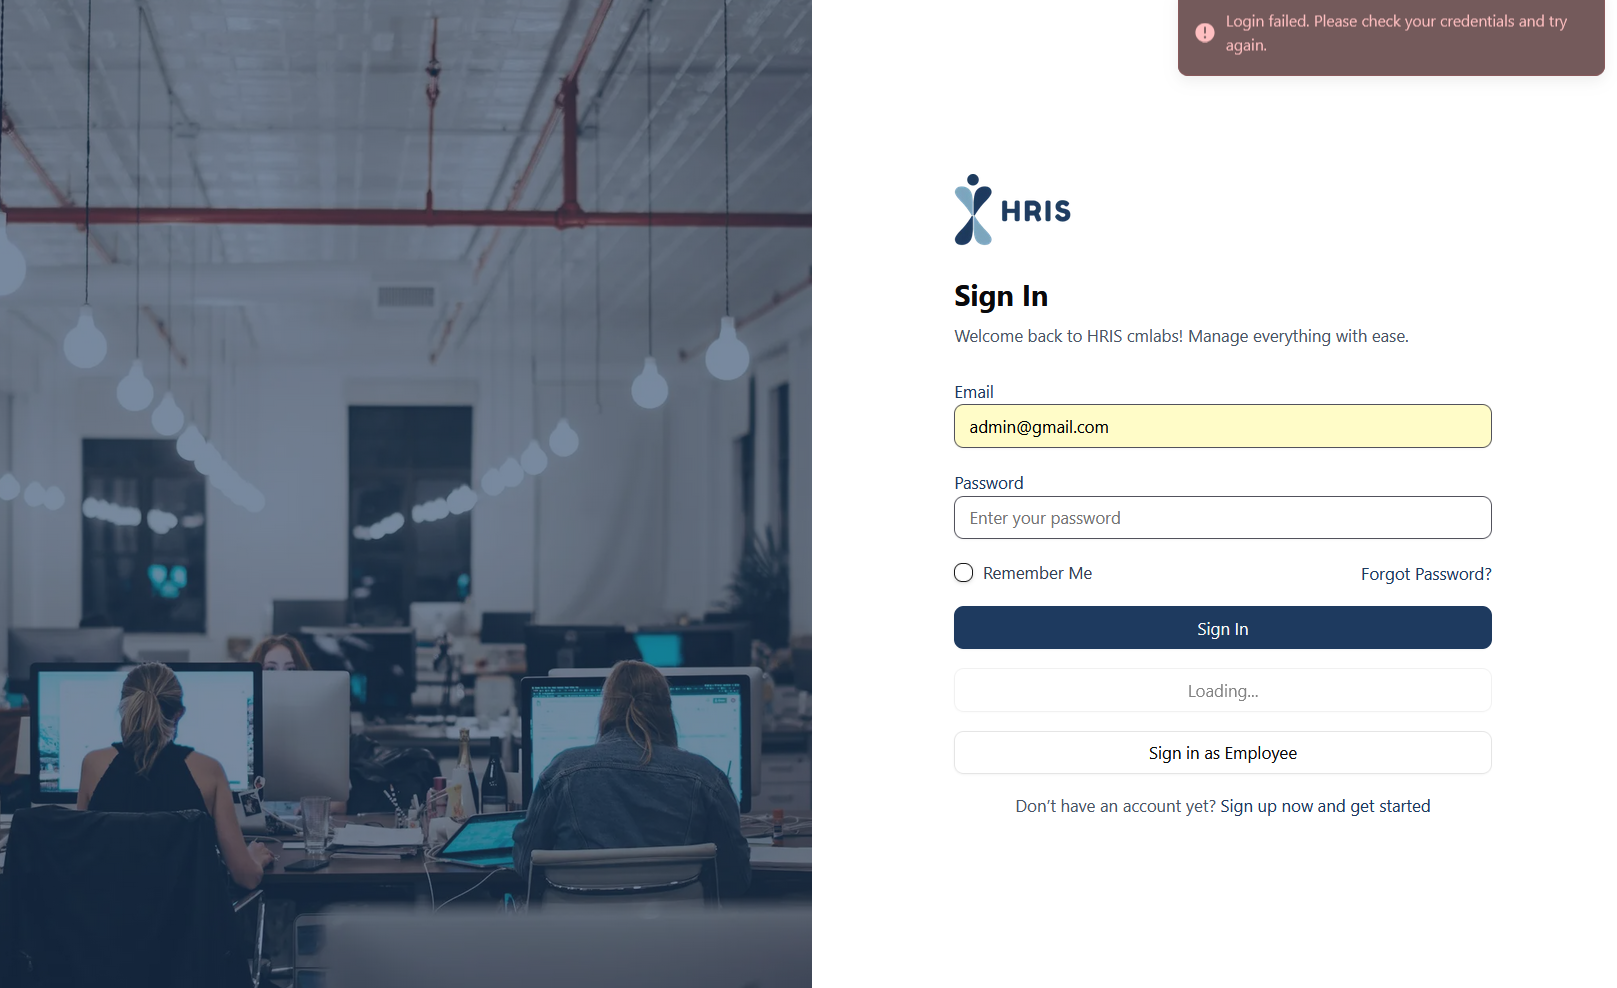 Login failed. Please check your credentials and try
again.
HRIS
Sign In
Welcome back to HRIS cmlabs! Manage everything with ease.
Email
admin@gmail.com
Password
Enter your password
Remember Me
Forgot Password?
Sign In
Loading...
Sign in as Employee
Don’t have an account yet? Sign up now and get started